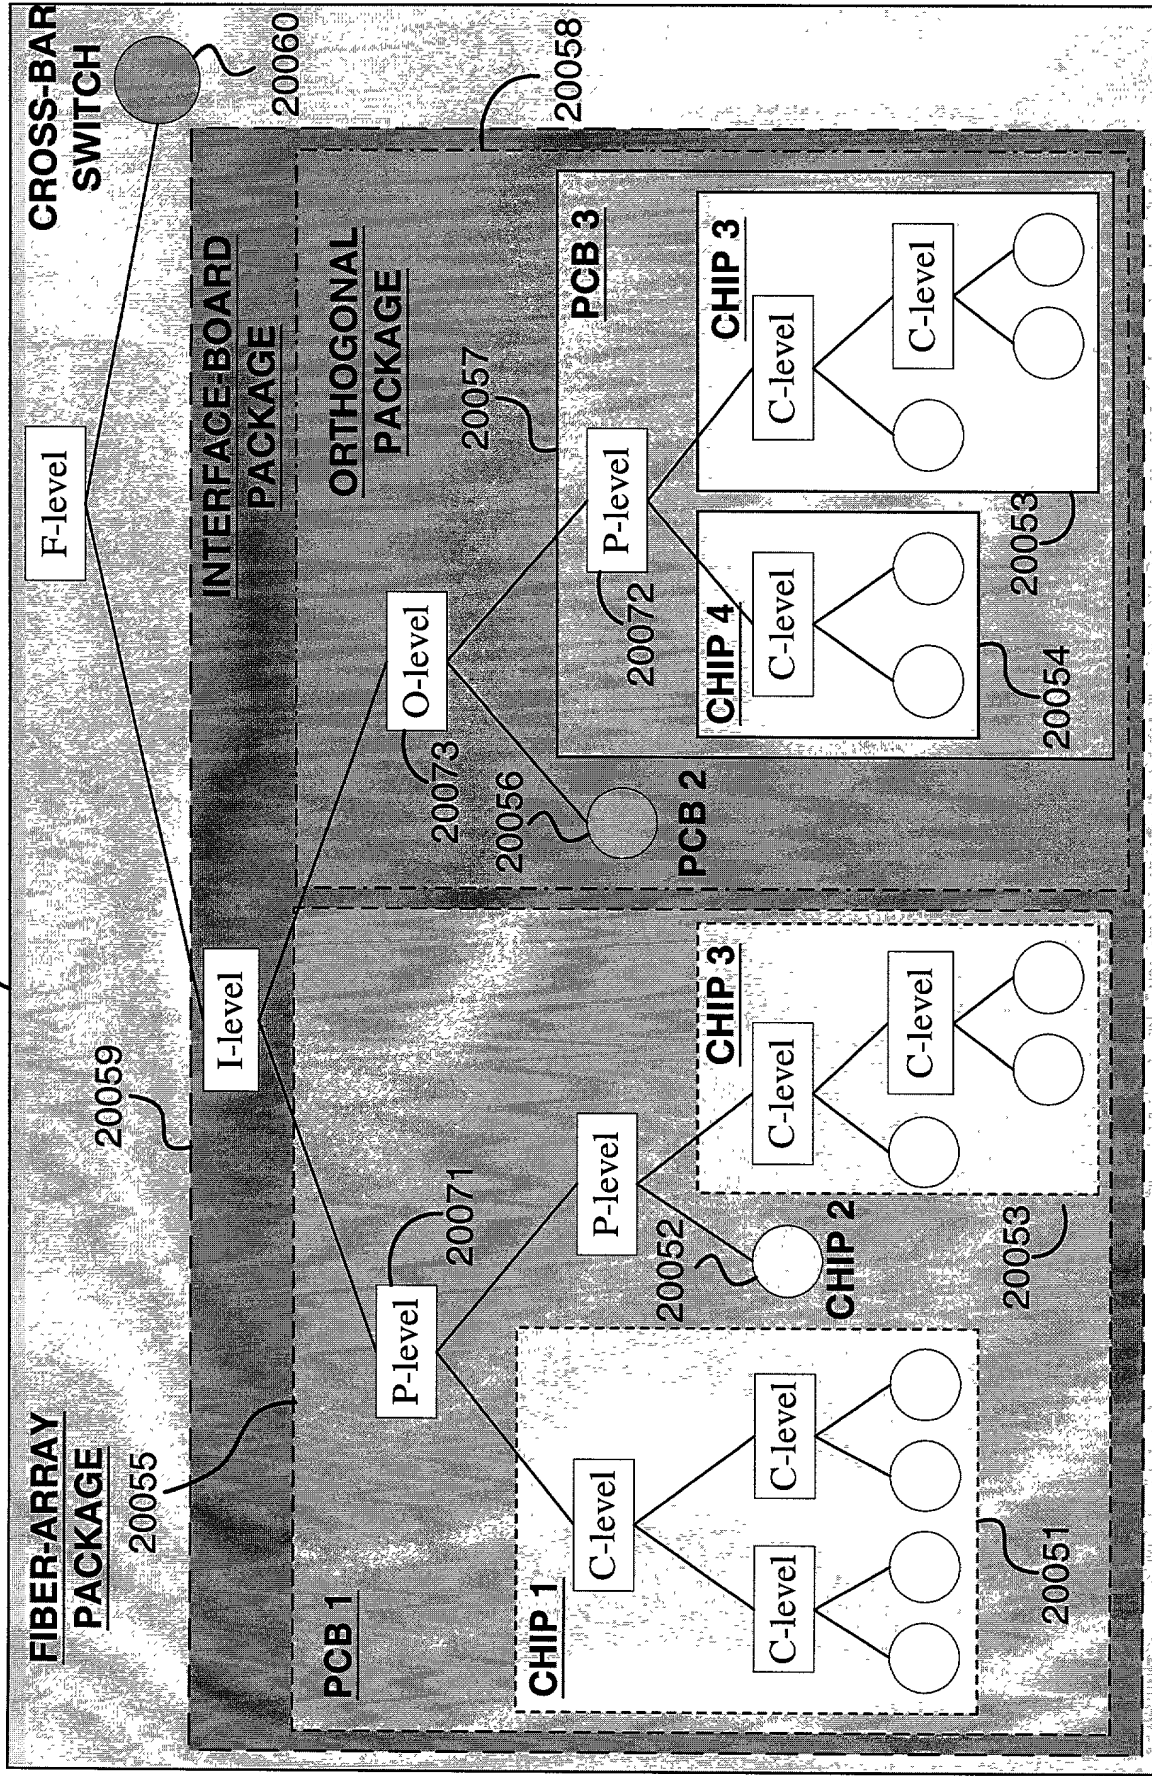 FIBER-ARRAY
PACKAGE
F-level
CROSS-BAR
SWITCH
20060
20055
20059
I-level
INTERFACE-BOARD
PACKAGE
20058
PCB 1
P-level
20071
ORTHOGONAL
PACKAGE
O-level
20073
20057
20056
PCB 2
PCB 3
P-level
20072
CHIP 1
C-level
C-level
C-level
20051
P-level
20052
CHIP 2
CHIP 3
C-level
C-level
20053
CHIP 4
C-level
20054
CHIP 3
C-level
C-level
20053